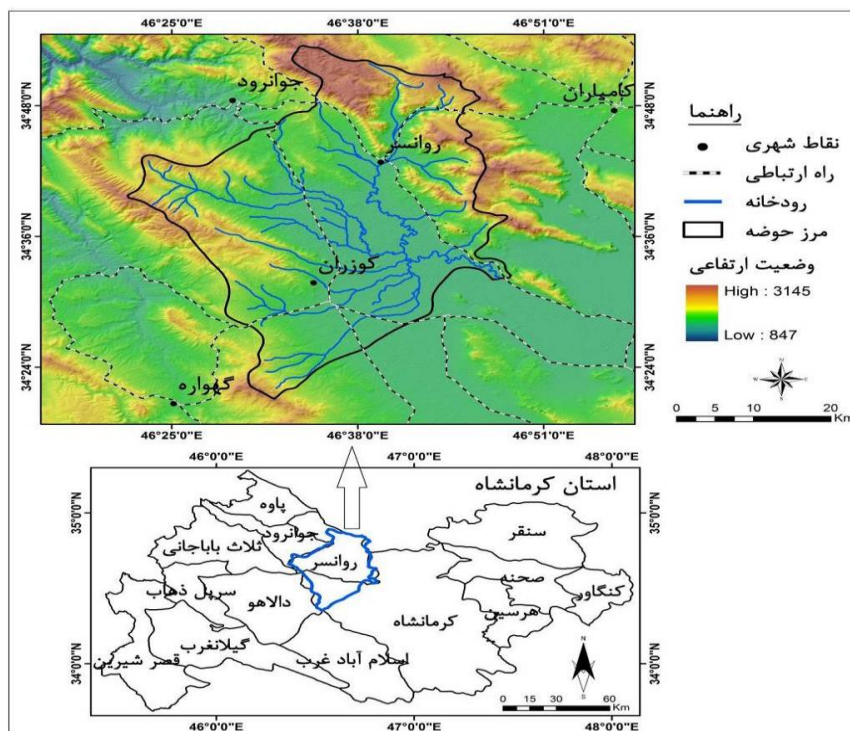 46°25'0"E 46°38'0"E 46°51'0"E
34°48'0"N
34°36'0"N
34°24'0"N
جوانرود
کامیاران
روانسر
کوزران
گهواره
34°48'0"N
34°36'0"N
34°24'0"N
46°25'0"E 46°38'0"E 46°51'0"E
راهنما
نقاط شهری
راه ارتباطی
رودخانه
مرز حوضه
وضعیت ارتفاعی
High : 3145
Low : 847
N
W E
S
0 5 10 20
Km
46°0'0"E 47°0'0"E 48°0'0"E
35°0'0"N
34°0'0"N
استان کرمانشاه
پاوه
جوانرود
ثلاث باباجانی
روانسر
سنقر
صحنه
کنگاور
هرسین
سرپل ذهاب
دالاهو
کرمانشاه
گیلانغرب
اسلام آباد غرب
قصر شیرین
35°0'0"N
34°0'0"N
N
S
0 15 30 45 60
Km
46°0'0"E 47°0'0"E 48°0'0"E